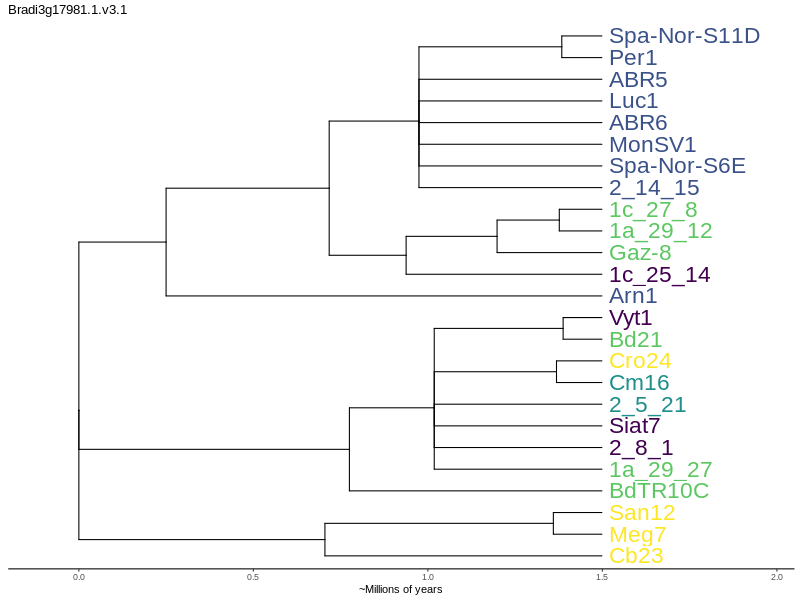 Bradi3g17981.1.v3.1
Spa-Nor-S11D
Per1
ABR5
Luc1
ABR6
MonSV1
Spa-Nor-S6E
2_14_15
1c_27_8
1a_29_12
Gaz-8
1c_25_14
Arn1
Vyt1
Bd21
Cro24
Cm16
2_5_21
Siat7
2_8_1
1a_29_27
BdTR10C
San12
Meg7
Cb23
0.0 0.5 1.0 1.5 2.0
~Millions of years